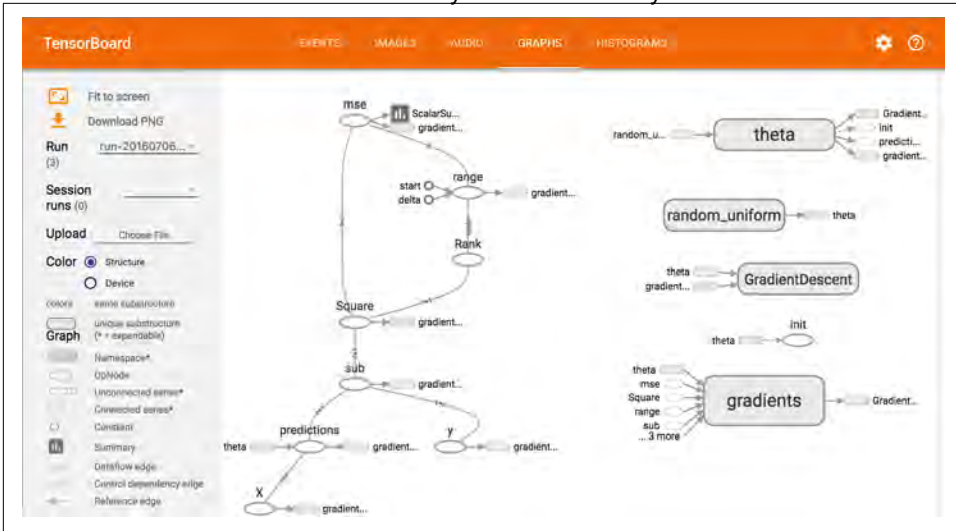 TensorBoard
EVENTS IMAGES AUDIO GRAPHS HISTOGRAMS
Fit to screen
Download PNG
Run
(3)
run-20160706...
Session
runs (0)
Upload Choose File
Color Structure
Device
colors same substructure
unique substructure
Graph (* = expandable)
Namespace*
OpNode
Unconnected series*
Connected series*
Constant
Summary
Dataflow edge
Control dependency edge
Reference edge
mse
ScalarSu...
gradient...
range
start
delta
gradient...
Rank
Square
gradient...
sub
gradient...
predictions
theta
gradient...
y
gradient...
X
gradient...
random_u...
theta
Gradient...
init
predicti...
gradient...
random_uniform
theta
theta
gradient...
GradientDescent
init
theta
theta
mse
Square
range
sub
... 3 more
gradients
Gradient...